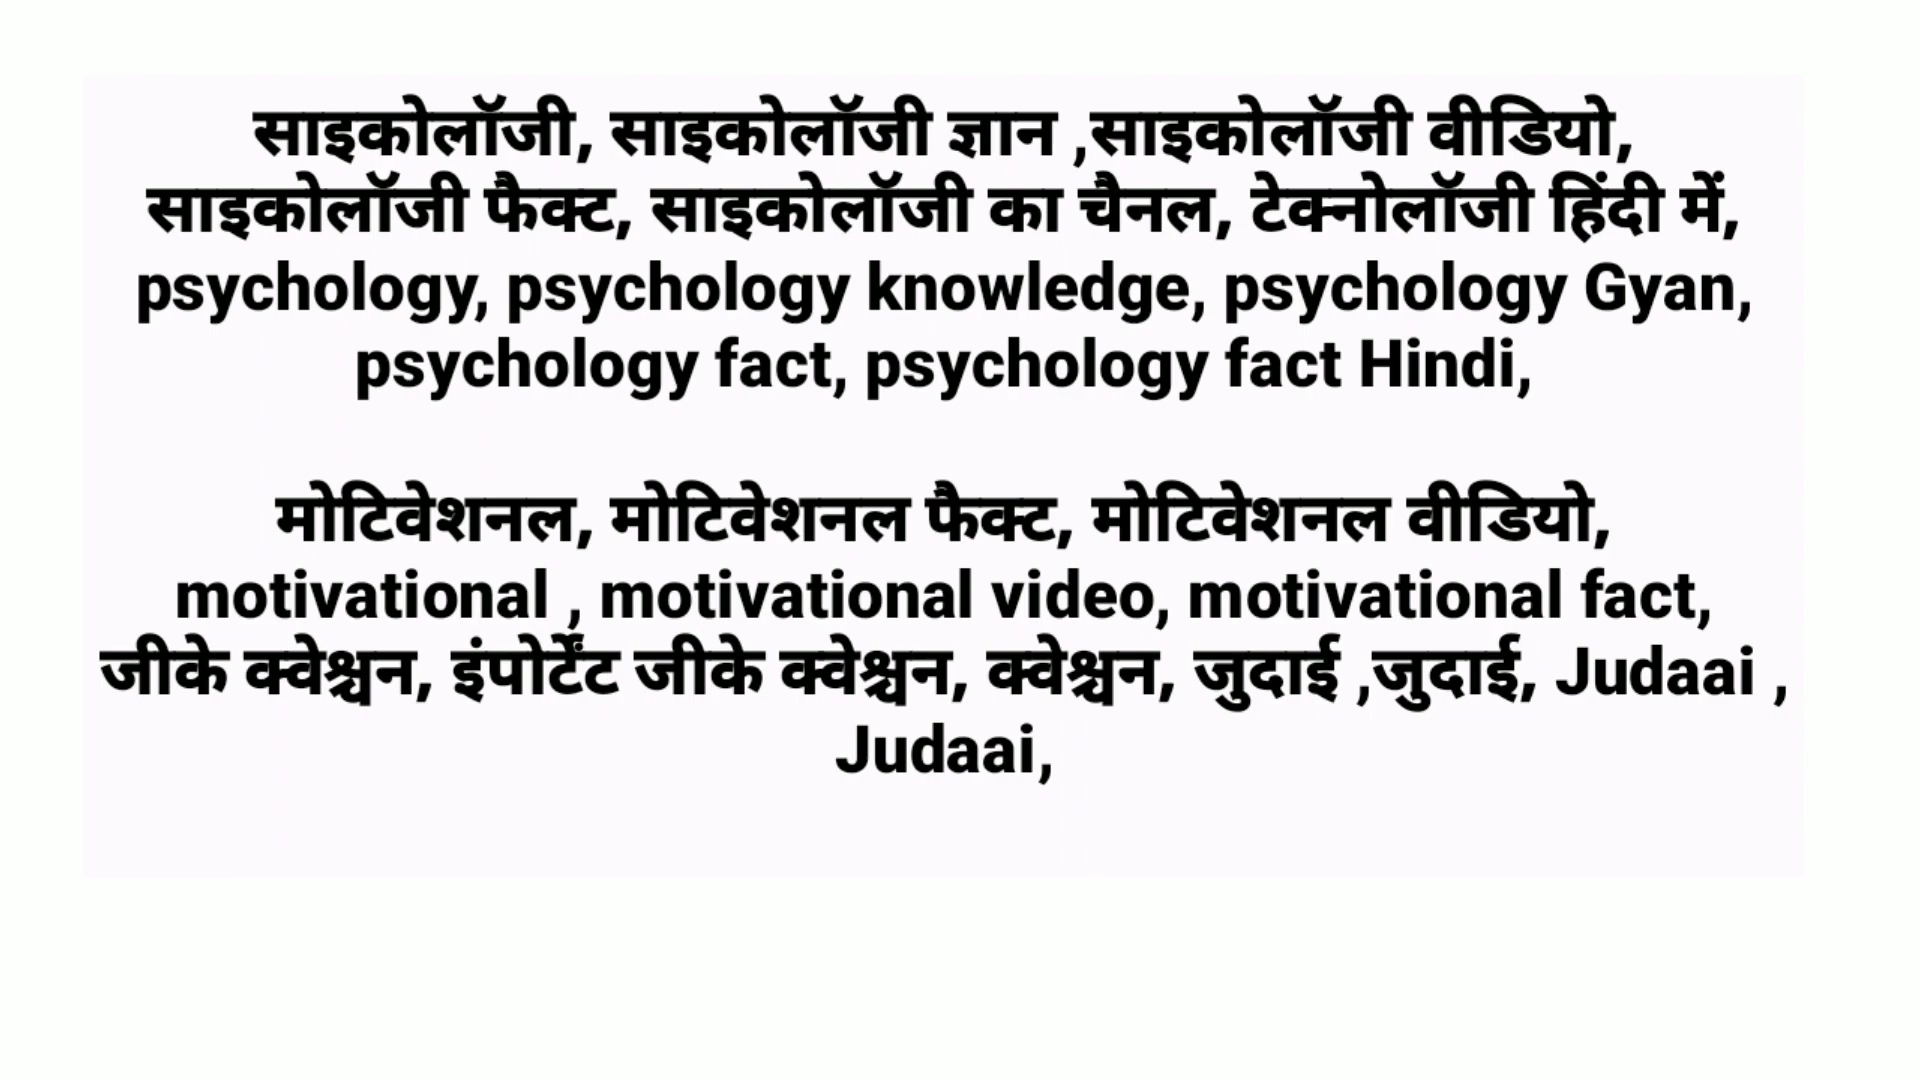 साइकोलॉजी, साइकोलॉजी ज्ञान ,साइकोलॉजी वीडियो,
साइकोलॉजी फैक्ट, साइकोलॉजी का चैनल, टेक्नोलॉजी हिंदी में,
psychology, psychology knowledge, psychology Gyan,
psychology fact, psychology fact Hindi,
मोटिवेशनल, मोटिवेशनल फैक्ट, मोटिवेशनल वीडियो,
motivational , motivational video, motivational fact,
जीके क्वेश्चन, इंपोर्टेंट जीके क्वेश्चन, क्वेश्चन, जुदाई ,जुदाई, Judaai ,
Judaai,